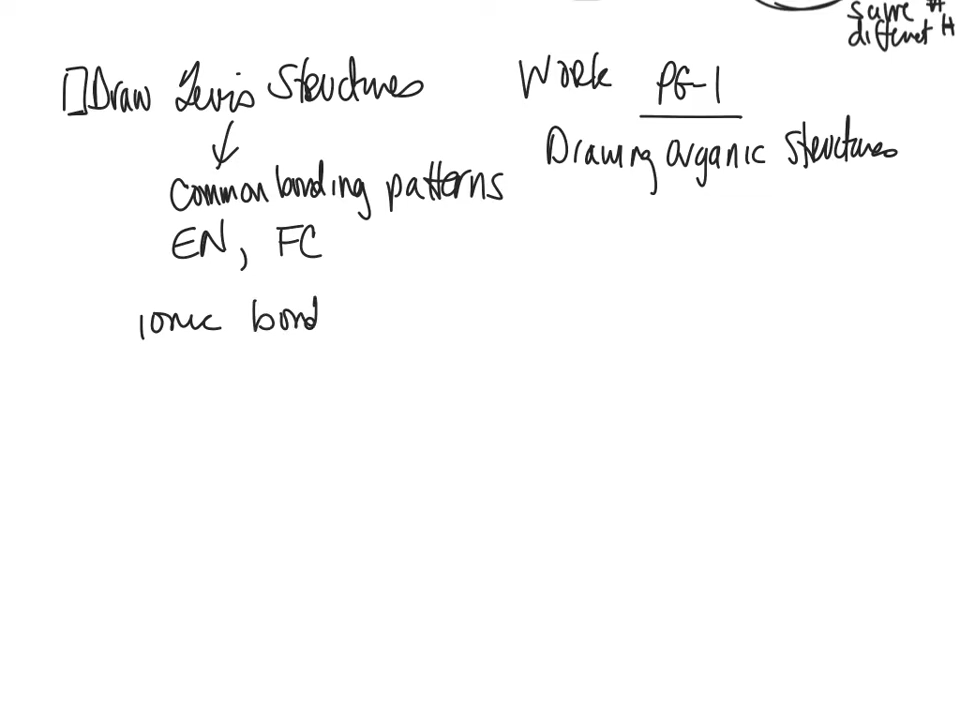 same #
different H
Draw Lewis Structures
Work PG-1
Drawing organic structures
common bonding patterns
EN, FC
ionic bond